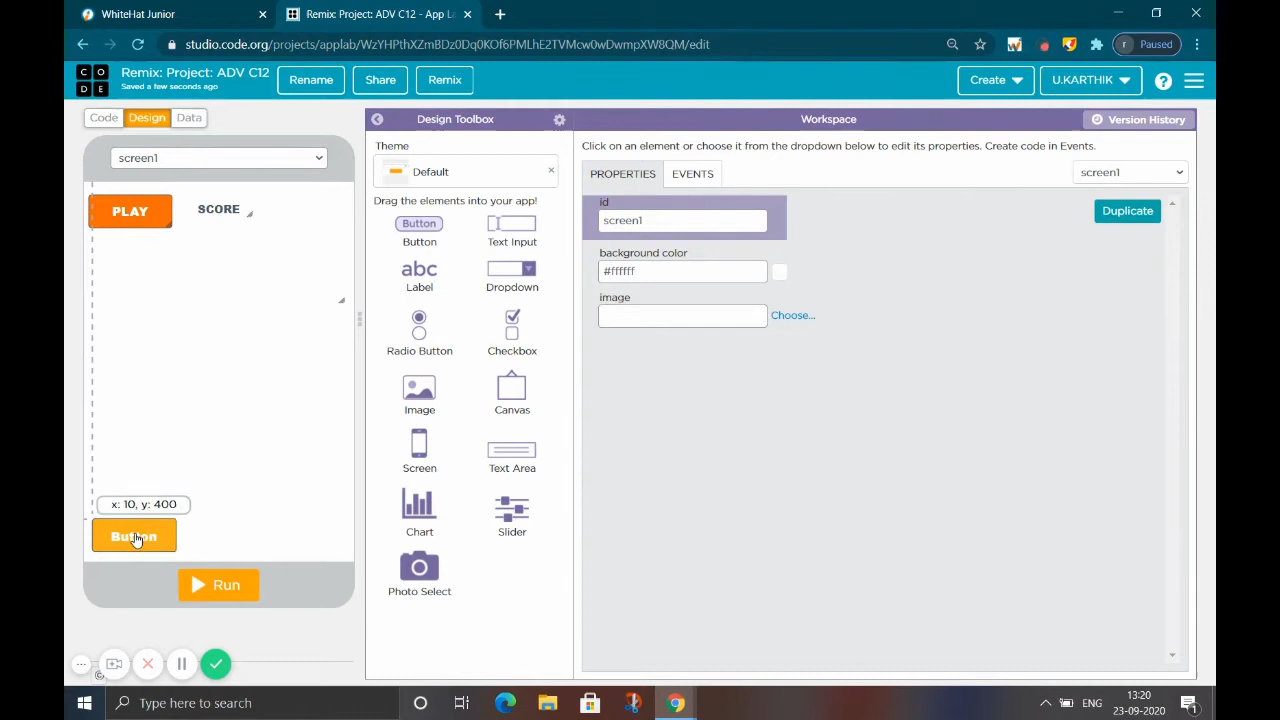 WhiteHat Junior
Remix: Project: ADV C12 - App La
studio.code.org/projects/applab/WzYHPthXZmBDz0Dq0KOf6PMLhE2TVMcw0wDwmpXW8QM/edit
Paused
C O D E
Remix: Project: ADV C12
Saved a few seconds ago
Rename
Share
Remix
Create
U.KARTHIK
?
Code
Design
Data
Design Toolbox
Workspace
Version History
screen1
Theme
Default
Click on an element or choose it from the dropdown below to edit its properties. Create code in Events.
PROPERTIES
EVENTS
screen1
PLAY
SCORE
Drag the elements into your app!
Button
Button
Text Input
abc
Label
Dropdown
Radio Button
Checkbox
Image
Canvas
Screen
Text Area
Chart
Slider
Photo Select
id
screen1
Duplicate
background color
#ffffff
image
Choose...
x: 10, y: 400
Button
Run
Type here to search
ENG
13:20
23-09-2020
1